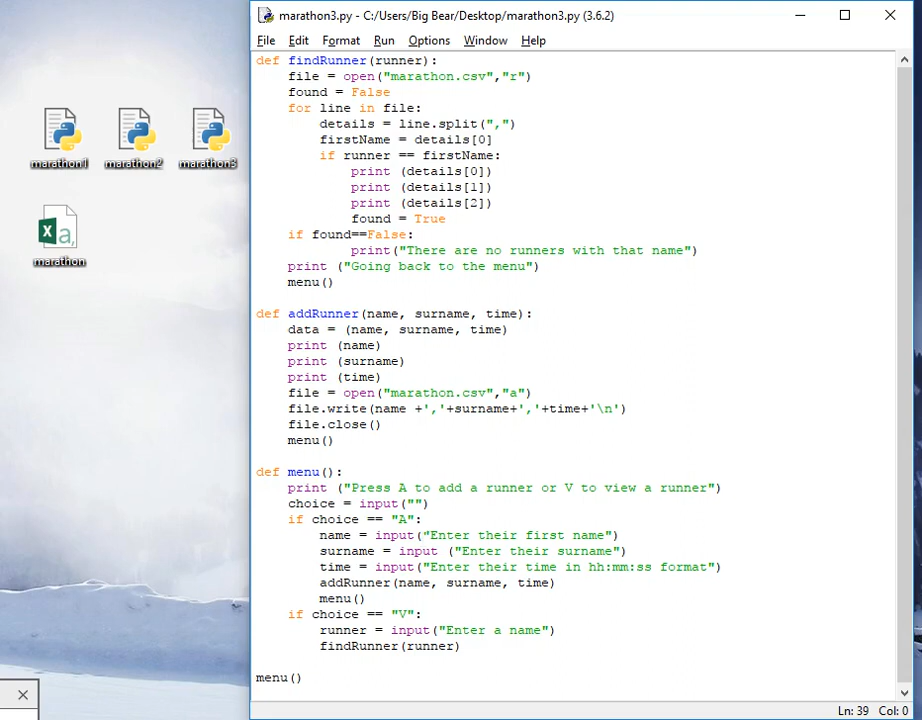 marathon3.py - C:/Users/Big Bear/Desktop/marathon3.py (3.6.2)
File Edit Format Run Options Window Help
def findRunner(runner):
    file = open("marathon.csv","r")
    found = False
    for line in file:
        details = line.split(",")
        firstName = details[0]
        if runner == firstName:
            print (details[0])
            print (details[1])
            print (details[2])
            found = True
    if found==False:
            print("There are no runners with that name")
    print ("Going back to the menu")
    menu()

def addRunner(name, surname, time):
    data = (name, surname, time)
    print (name)
    print (surname)
    print (time)
    file = open("marathon.csv","a")
    file.write(name +','+surname+','+time+'\n')
    file.close()
    menu()

def menu():
    print ("Press A to add a runner or V to view a runner")
    choice = input("")
    if choice == "A":
        name = input("Enter their first name")
        surname = input ("Enter their surname")
        time = input("Enter their time in hh:mm:ss format")
        addRunner(name, surname, time)
        menu()
    if choice == "V":
        runner = input("Enter a name")
        findRunner(runner)

menu()
Ln: 39 Col: 0
marathon1 marathon2 marathon3
X a,
marathon